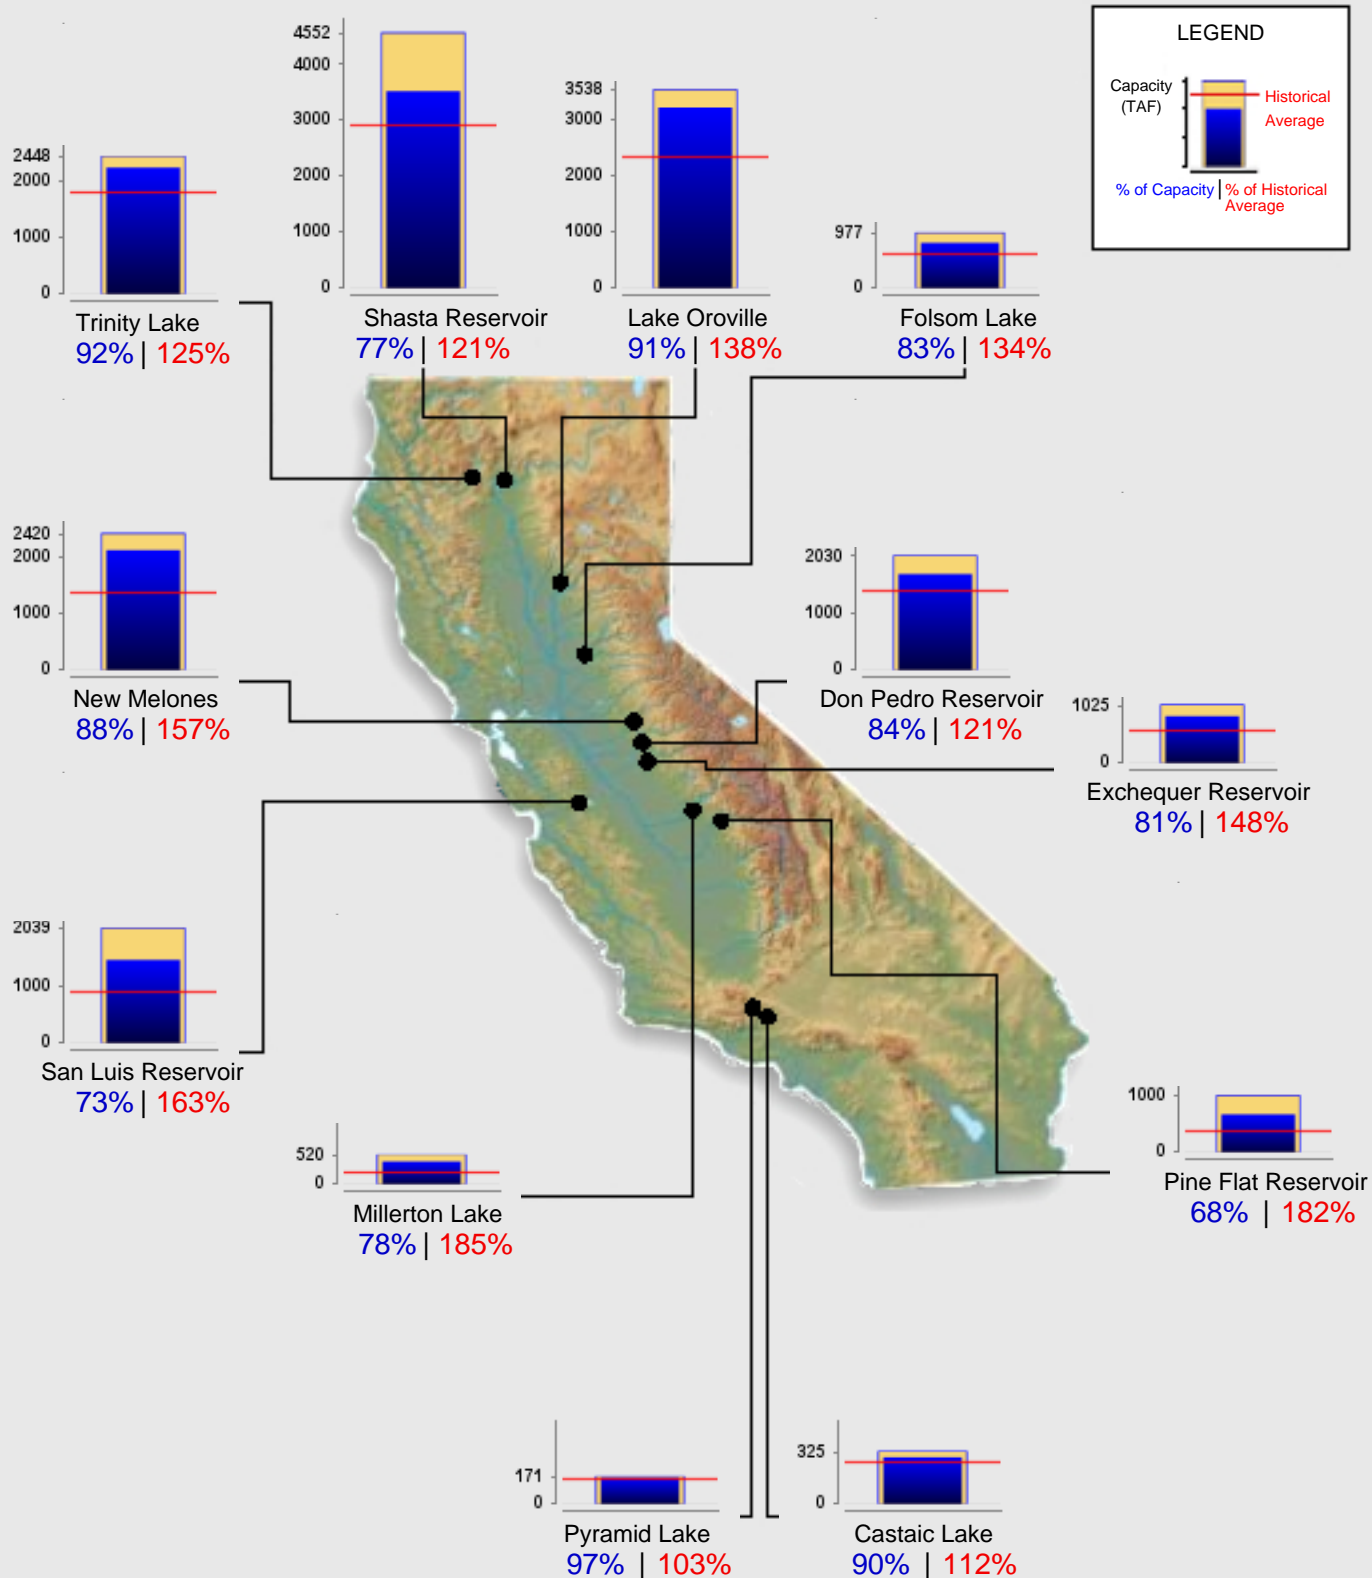 LEGEND
Capacity
(TAF)
Historical
Average
% of Capacity | % of Historical
Average
4552
4000
3000
2000
1000
0
Shasta Reservoir
77% | 121%
3538
3000
2000
1000
0
Lake Oroville
91% | 138%
2448
2000
1000
0
Trinity Lake
92% | 125%
977
0
Folsom Lake
83% | 134%
2420
2000
1000
0
New Melones
88% | 157%
2030
1000
0
Don Pedro Reservoir
84% | 121%
1025
0
Exchequer Reservoir
81% | 148%
2039
1000
0
San Luis Reservoir
73% | 163%
1000
0
Pine Flat Reservoir
68% | 182%
520
0
Millerton Lake
78% | 185%
171
0
Pyramid Lake
97% | 103%
325
0
Castaic Lake
90% | 112%